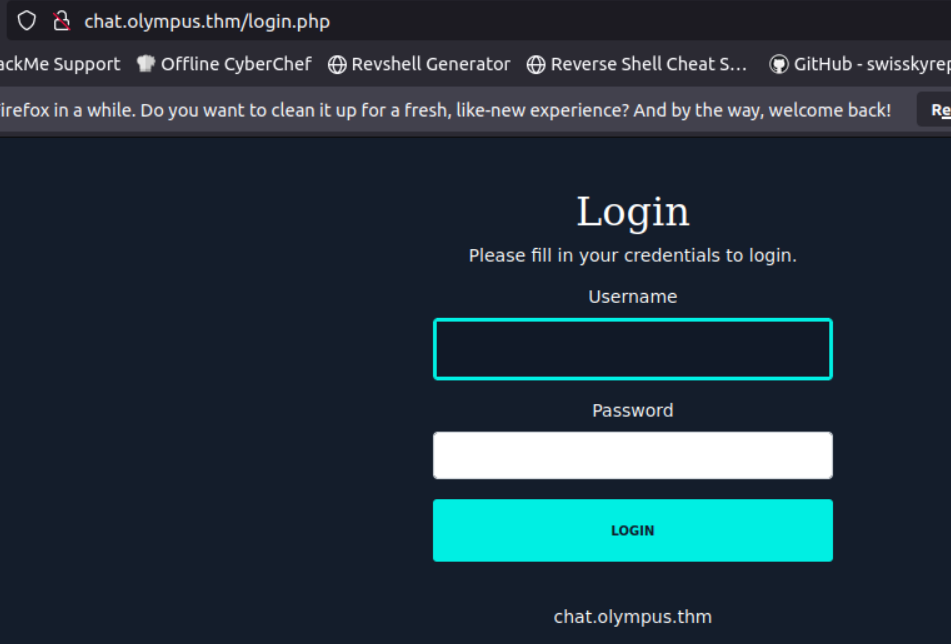 chat.olympus.thm/login.php
ackMe Support Offline CyberChef Revshell Generator Reverse Shell Cheat S... GitHub - swisskyrep
irefox in a while. Do you want to clean it up for a fresh, like-new experience? And by the way, welcome back! Re
Login
Please fill in your credentials to login.
Username
Password
LOGIN
chat.olympus.thm